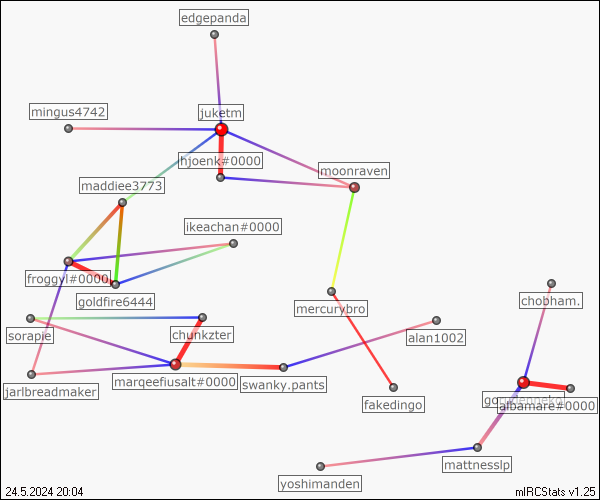 edgepanda
mingus4742
juketm
hjoenk#0000
moonraven
maddiee3773
ikeachan#0000
froggyl#0000
goldfire6444
mercurybro
chobham.
sorapie
chunkzter
alan1002
marqeefiusalt#0000
swanky.pants
jarlbreadmaker
fakedingo
albamare#0000
mattnesslp
yoshimanden
24.5.2024 20:04
mIRCStats v1.25